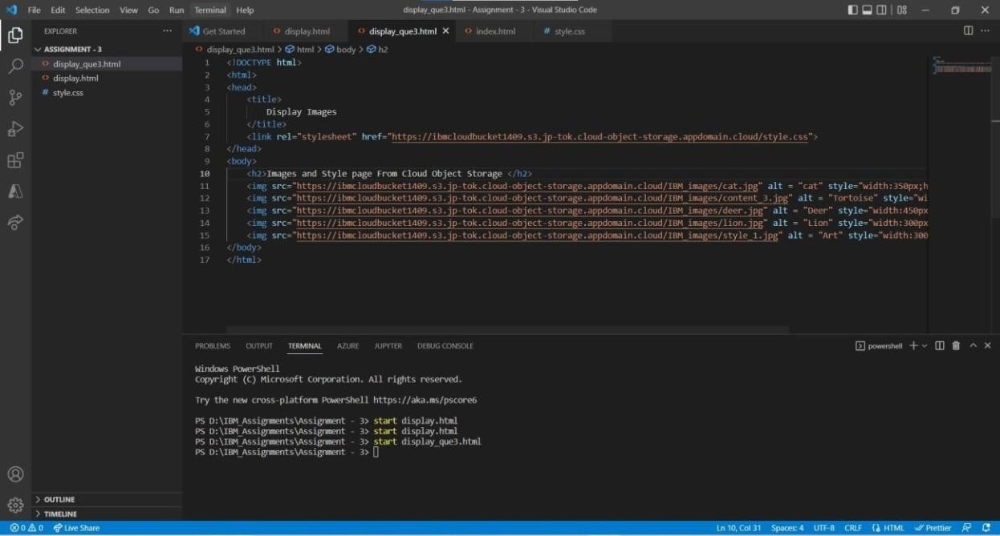 File Edit Selection View Go Run Terminal Help display_que3.html - Assignment - 3 - Visual Studio Code
EXPLORER
ASSIGNMENT - 3
display_que3.html
display.html
# style.css
OUTLINE
TIMELINE
Get Started display.html display_que3.html index.html # style.css
display_que3.html > html > body > h2
1 <!DOCTYPE html>
2 <html>
3 <head>
4 <title>
5 Display Images
6 </title>
7 <link rel="stylesheet" href="https://ibmcloudbucket1409.s3.jp-tok.cloud-object-storage.appdomain.cloud/style.css">
8 </head>
9 <body>
10 <h2>Images and Style page From Cloud Object Storage </h2>
11 <img src="https://ibmcloudbucket1409.s3.jp-tok.cloud-object-storage.appdomain.cloud/IBM_images/cat.jpg" alt = "cat" style="width:350px;h
12 <img src="https://ibmcloudbucket1409.s3.jp-tok.cloud-object-storage.appdomain.cloud/IBM_images/content_3.jpg" alt = "Tortoise" style="wi
13 <img src="https://ibmcloudbucket1409.s3.jp-tok.cloud-object-storage.appdomain.cloud/IBM_images/deer.jpg" alt = "Deer" style="width:450px
14 <img src="https://ibmcloudbucket1409.s3.jp-tok.cloud-object-storage.appdomain.cloud/IBM_images/lion.jpg" alt = "Lion" style="width:300px
15 <img src="https://ibmcloudbucket1409.s3.jp-tok.cloud-object-storage.appdomain.cloud/IBM_images/style_1.jpg" alt = "Art" style="width:300
16 </body>
17 </html>
PROBLEMS OUTPUT TERMINAL AZURE JUPYTER DEBUG CONSOLE powershell
Windows PowerShell
Copyright (C) Microsoft Corporation. All rights reserved.
Try the new cross-platform PowerShell https://aka.ms/pscore6
PS D:\IBM_Assignments\Assignment - 3> start display.html
PS D:\IBM_Assignments\Assignment - 3> start display.html
PS D:\IBM_Assignments\Assignment - 3> start display_que3.html
PS D:\IBM_Assignments\Assignment - 3>
0 0 Live Share Ln 10, Col 31 Spaces: 4 UTF-8 CRLF HTML Prettier